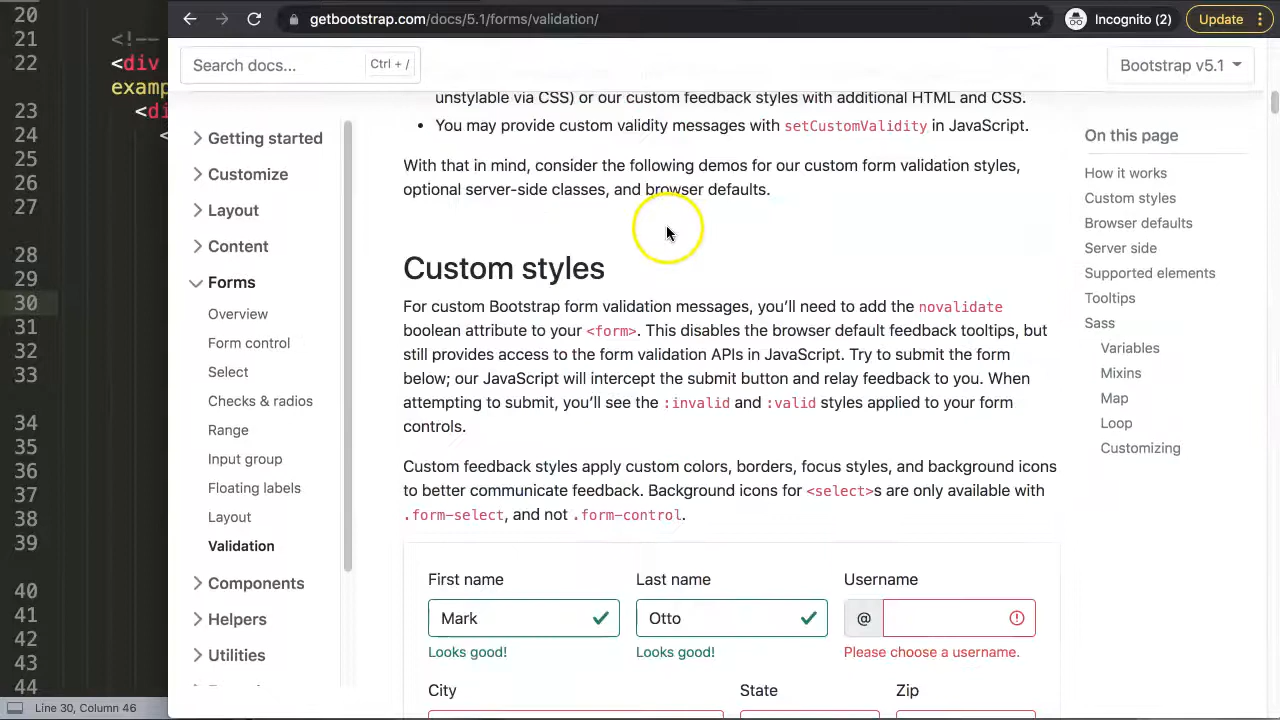 20
21
22
23
24
25
26
27
28
29
30
31
32
33
34
35
36
37
38
39
40
41
42
43
44
<!--
<div
examp
<di
<
Line 30, Column 46
getbootstrap.com/docs/5.1/forms/validation/
Incognito (2)
Update
Search docs...
Ctrl + /
Bootstrap v5.1
Getting started
Customize
Layout
Content
Forms
Overview
Form control
Select
Checks & radios
Range
Input group
Floating labels
Layout
Validation
Components
Helpers
Utilities
unstylable via CSS) or our custom feedback styles with additional HTML and CSS.
• You may provide custom validity messages with setCustomValidity in JavaScript.
With that in mind, consider the following demos for our custom form validation styles,
optional server-side classes, and browser defaults.
Custom styles
For custom Bootstrap form validation messages, you’ll need to add the novalidate
boolean attribute to your <form>. This disables the browser default feedback tooltips, but
still provides access to the form validation APIs in JavaScript. Try to submit the form
below; our JavaScript will intercept the submit button and relay feedback to you. When
attempting to submit, you’ll see the :invalid and :valid styles applied to your form
controls.
Custom feedback styles apply custom colors, borders, focus styles, and background icons
to better communicate feedback. Background icons for <select>s are only available with
.form-select, and not .form-control.
First name
Last name
Username
Mark
Otto
@
Looks good!
Looks good!
Please choose a username.
City
State
Zip
On this page
How it works
Custom styles
Browser defaults
Server side
Supported elements
Tooltips
Sass
Variables
Mixins
Map
Loop
Customizing